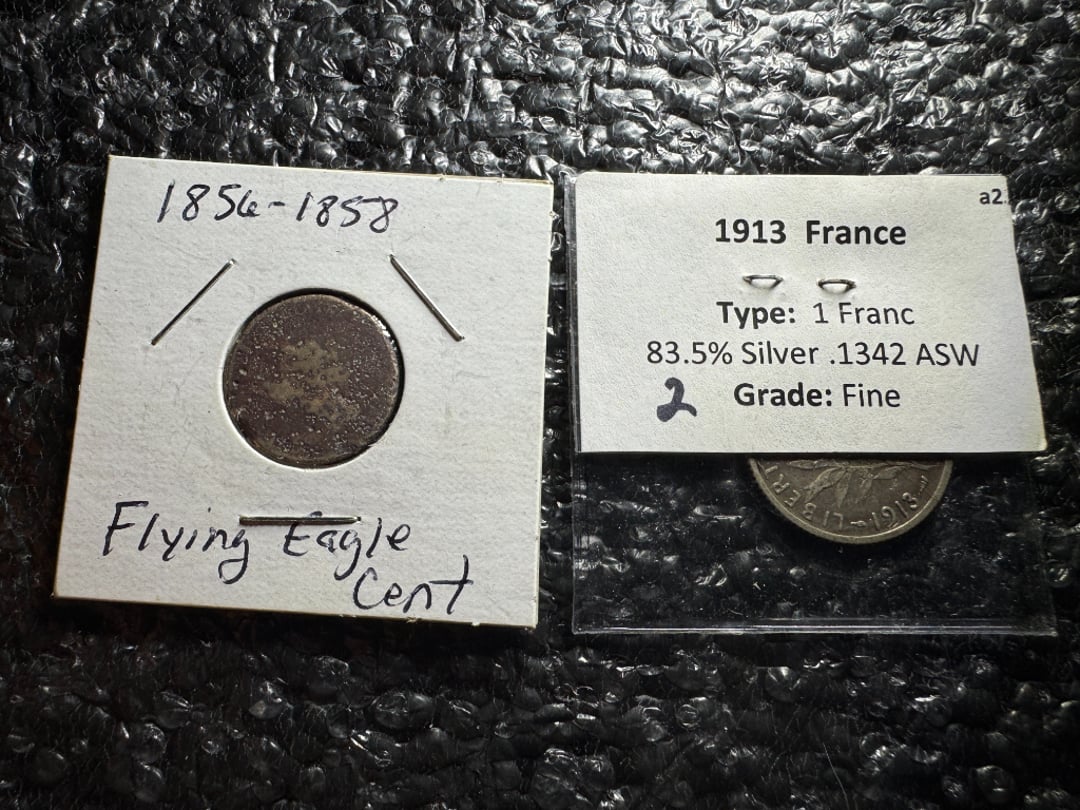 1856-1858
Flying Eagle
Cent
a2.
1913 France
Type: 1 Franc
83.5% Silver .1342 ASW
2 Grade: Fine
LIBER
1913